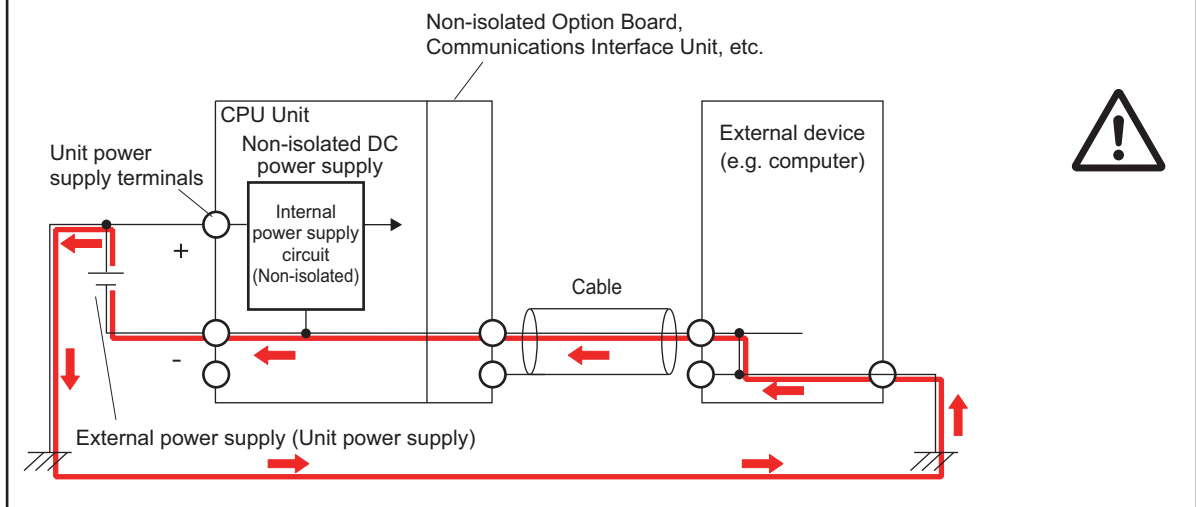 Non-isolated Option Board,
Communications Interface Unit, etc.
CPU Unit
Non-isolated DC
power supply
Unit power
supply terminals
Internal
power supply
circuit
(Non-isolated)
External device
(e.g. computer)
+
Cable
-
External power supply (Unit power supply)